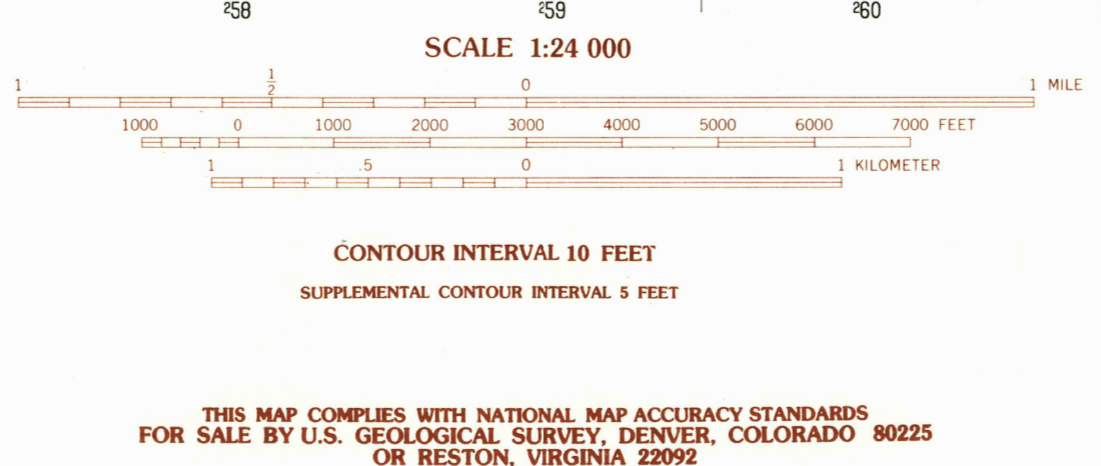 ²58 ²59 ²60
SCALE 1:24 000
1 ½ 0 1 MILE
1000 0 1000 2000 3000 4000 5000 6000 7000 FEET
1 .5 0 1 KILOMETER
CONTOUR INTERVAL 10 FEET
SUPPLEMENTAL CONTOUR INTERVAL 5 FEET
THIS MAP COMPLIES WITH NATIONAL MAP ACCURACY STANDARDS
FOR SALE BY U.S. GEOLOGICAL SURVEY, DENVER, COLORADO 80225
OR RESTON, VIRGINIA 22092